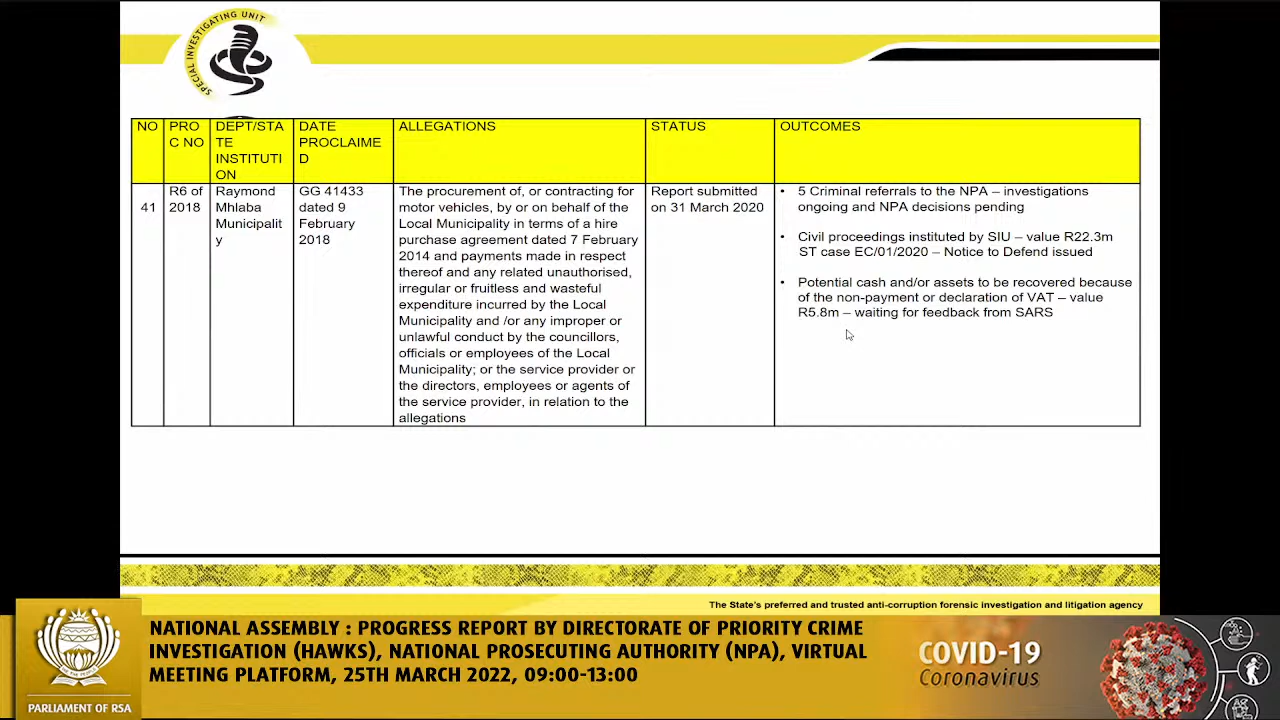 SPECIAL INVESTIGATING UNIT
NO
PRO
C NO
DEPT/STA
TE
INSTITUTI
ON
DATE
PROCLAIME
D
ALLEGATIONS
STATUS
OUTCOMES
41
R6 of
2018
Raymond
Mhlaba
Municipalit
y
GG 41433
dated 9
February
2018
The procurement of, or contracting for
motor vehicles, by or on behalf of the
Local Municipality in terms of a hire
purchase agreement dated 7 February
2014 and payments made in respect
thereof and any related unauthorised,
irregular or fruitless and wasteful
expenditure incurred by the Local
Municipality and /or any improper or
unlawful conduct by the councillors,
officials or employees of the Local
Municipality; or the service provider or
the directors, employees or agents of
the service provider, in relation to the
allegations
Report submitted
on 31 March 2020
• 5 Criminal referrals to the NPA – investigations
ongoing and NPA decisions pending
• Civil proceedings instituted by SIU – value R22.3m
ST case EC/01/2020 – Notice to Defend issued
• Potential cash and/or assets to be recovered because
of the non-payment or declaration of VAT – value
R5.8m – waiting for feedback from SARS
The State's preferred and trusted anti-corruption forensic investigation and litigation agency
NATIONAL ASSEMBLY : PROGRESS REPORT BY DIRECTORATE OF PRIORITY CRIME
INVESTIGATION (HAWKS), NATIONAL PROSECUTING AUTHORITY (NPA), VIRTUAL
MEETING PLATFORM, 25TH MARCH 2022, 09:00-13:00
PARLIAMENT OF RSA
COVID-19
Coronavirus